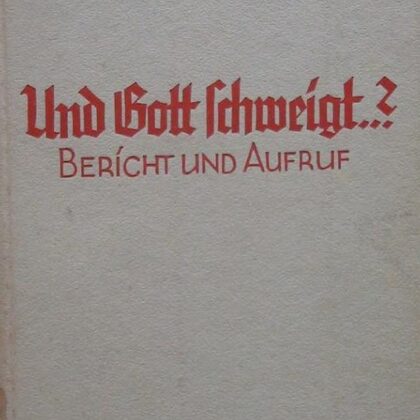 Und Gott schweigt...?
BERICHT UND AUFRUF